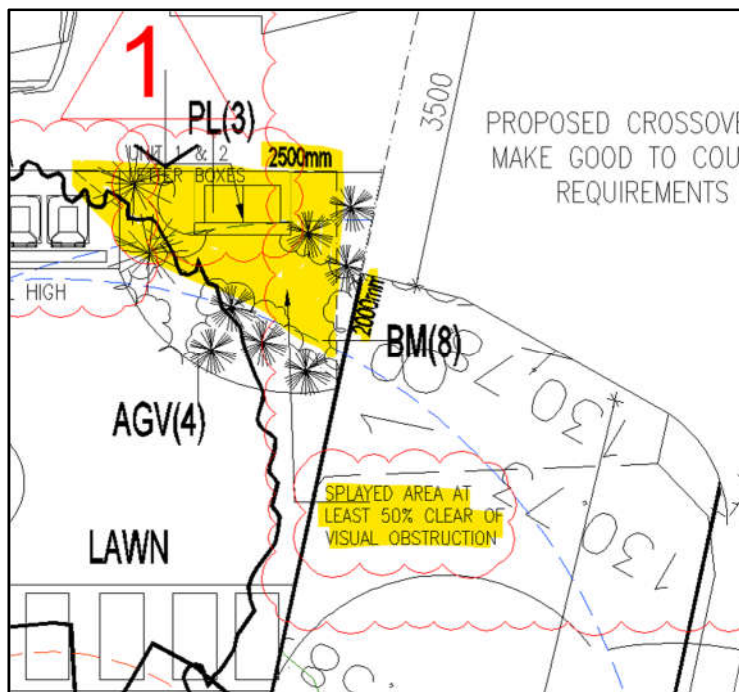 1
PL(3)
UNIT 1 & 2
LETTER BOXES
2500mm
3500
PROPOSED CROSSOVE
MAKE GOOD TO COU
REQUIREMENTS
HIGH
2000mm
BM(8)
AGV(4)
SPLAYED AREA AT
LEAST 50% CLEAR OF
VISUAL OBSTRUCTION
LAWN